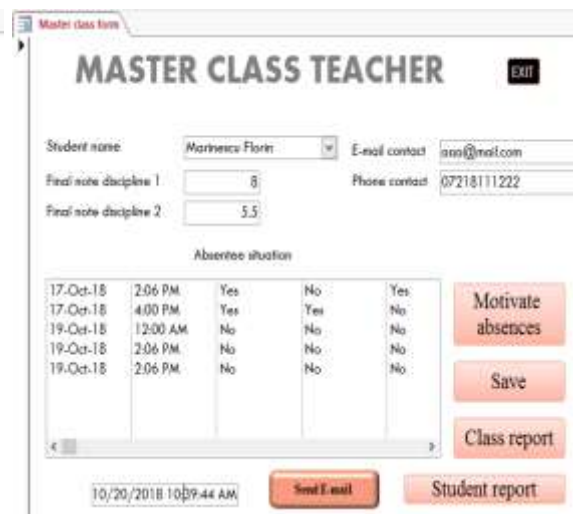 Master class form
MASTER CLASS TEACHER
EXIT
Student name Marinescu Florin E-mail contact aaa@mail.com
Final note discipline 1 8 Phone contact 07218111222
Final note discipline 2 5.5
Absentee situation
17-Oct-18 2:06 PM Yes No Yes
17-Oct-18 4:00 PM Yes Yes No
19-Oct-18 12:00 AM No No No
19-Oct-18 2:06 PM No No No
19-Oct-18 2:06 PM No No No
Motivate
absences
Save
Class report
10/20/2018 10:39:44 AM Send E-mail Student report